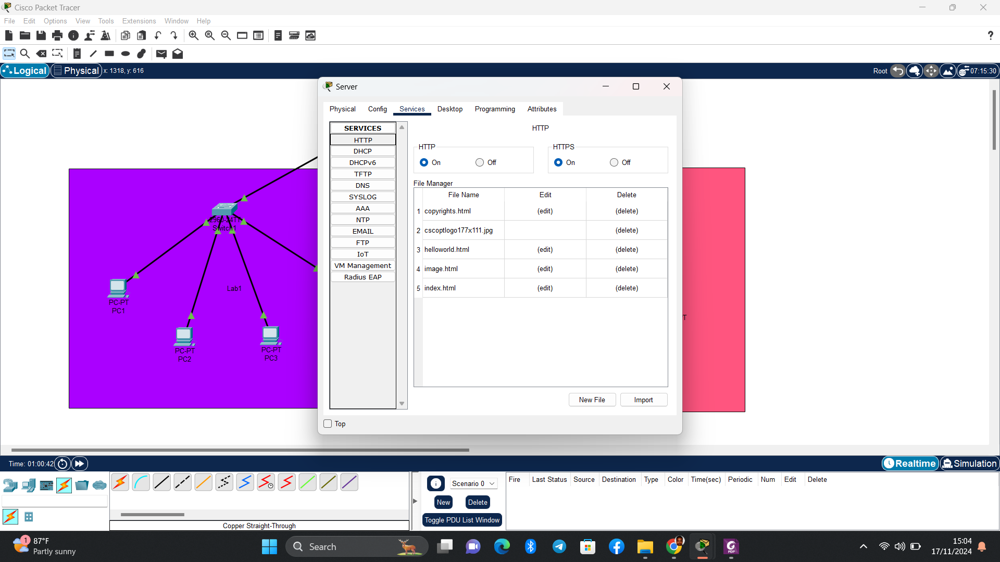 Cisco Packet Tracer
File Edit Options View Tools Extensions Window Help
?
Logical Physical x: 1318, y: 616 Root 07:15:30
Server
Physical Config Services Desktop Programming Attributes
SERVICES
HTTP
DHCP
DHCPv6
TFTP
DNS
SYSLOG
AAA
NTP
EMAIL
FTP
IoT
VM Management
Radius EAP
HTTP
HTTP
On Off
HTTPS
On Off
File Manager
File Name Edit Delete
1 copyrights.html (edit) (delete)
2 cscoptlogo177x111.jpg (delete)
3 helloworld.html (edit) (delete)
4 image.html (edit) (delete)
5 index.html (edit) (delete)
New File Import
Top
2960-24TT
Switch1
PC-PT
PC1
Lab1
PC-PT
PC2
PC-PT
PC3
T
Time: 01:00:42 Realtime Simulation
Copper Straight-Through
Scenario 0
New Delete
Toggle PDU List Window
Fire Last Status Source Destination Type Color Time(sec) Periodic Num Edit Delete
1
87°F
Partly sunny
Search
PDF
15:04
17/11/2024